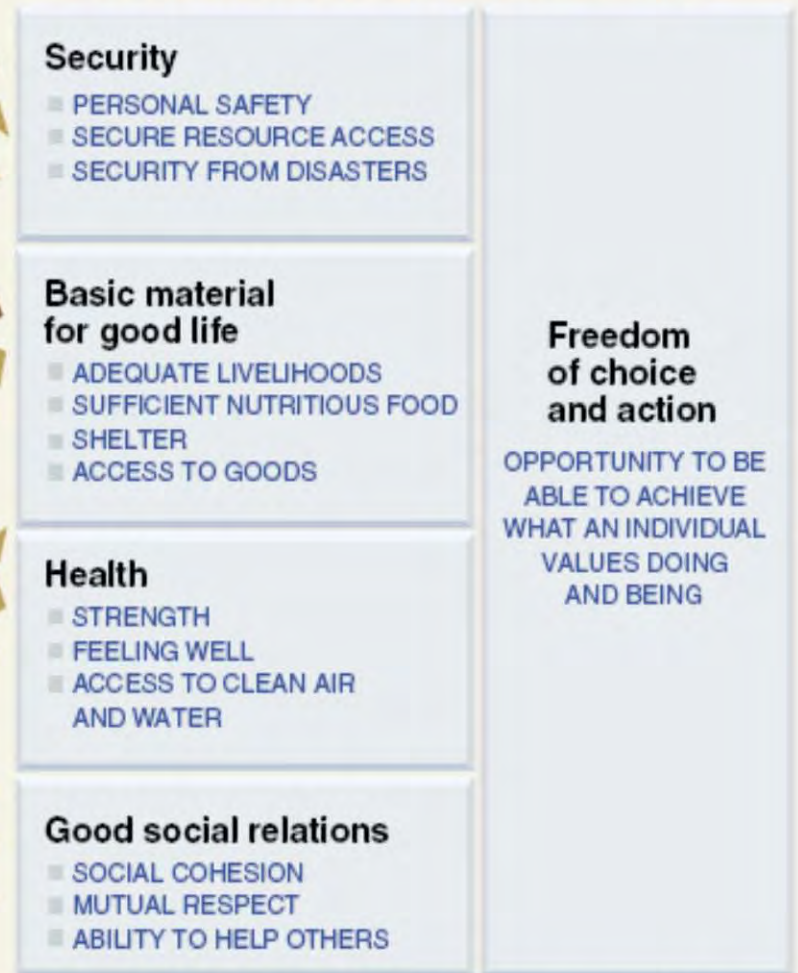 Security
PERSONAL SAFETY
SECURE RESOURCE ACCESS
SECURITY FROM DISASTERS
Basic material
for good life
ADEQUATE LIVELIHOODS
SUFFICIENT NUTRITIOUS FOOD
SHELTER
ACCESS TO GOODS
Health
STRENGTH
FEELING WELL
ACCESS TO CLEAN AIR
AND WATER
Good social relations
SOCIAL COHESION
MUTUAL RESPECT
ABILITY TO HELP OTHERS
Freedom
of choice
and action
OPPORTUNITY TO BE
ABLE TO ACHIEVE
WHAT AN INDIVIDUAL
VALUES DOING
AND BEING